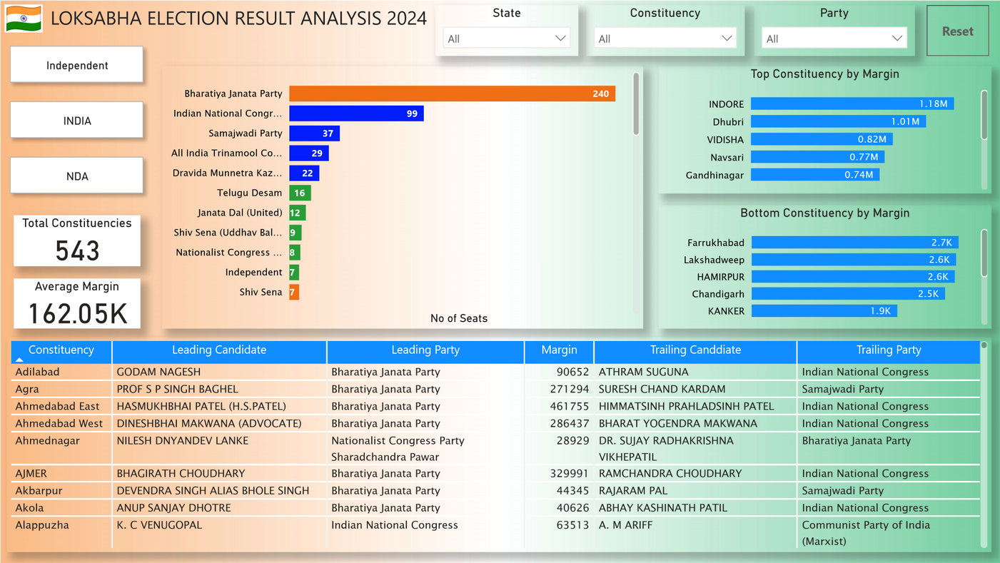 LOKSABHA ELECTION RESULT ANALYSIS 2024
State
All
Constituency
All
Party
All
Reset
Independent
INDIA
NDA
Total Constituencies
543
Average Margin
162.05K
Bharatiya Janata Party 240
Indian National Congr... 99
Samajwadi Party 37
All India Trinamool Co... 29
Dravida Munnetra Kaz... 22
Telugu Desam 16
Janata Dal (United) 12
Shiv Sena (Uddhav Bal... 9
Nationalist Congress ... 8
Independent 7
Shiv Sena 7
No of Seats
Top Constituency by Margin
INDORE 1.18M
Dhubri 1.01M
VIDISHA 0.82M
Navsari 0.77M
Gandhinagar 0.74M
Bottom Constituency by Margin
Farrukhabad 2.7K
Lakshadweep 2.6K
HAMIRPUR 2.6K
Chandigarh 2.5K
KANKER 1.9K
Constituency Leading Candidate Leading Party Margin Trailing Canddiate Trailing Party
Adilabad GODAM NAGESH Bharatiya Janata Party 90652 ATHRAM SUGUNA Indian National Congress
Agra PROF S P SINGH BAGHEL Bharatiya Janata Party 271294 SURESH CHAND KARDAM Samajwadi Party
Ahmedabad East HASMUKHBHAI PATEL (H.S.PATEL) Bharatiya Janata Party 461755 HIMMATSINH PRAHLADSINH PATEL Indian National Congress
Ahmedabad West DINESHBHAI MAKWANA (ADVOCATE) Bharatiya Janata Party 286437 BHARAT YOGENDRA MAKWANA Indian National Congress
Ahmednagar NILESH DNYANDEV LANKE Nationalist Congress Party 28929 DR. SUJAY RADHAKRISHNA Bharatiya Janata Party
Sharadchandra Pawar VIKHEPATIL
AJMER BHAGIRATH CHOUDHARY Bharatiya Janata Party 329991 RAMCHANDRA CHOUDHARY Indian National Congress
Akbarpur DEVENDRA SINGH ALIAS BHOLE SINGH Bharatiya Janata Party 44345 RAJARAM PAL Samajwadi Party
Akola ANUP SANJAY DHOTRE Bharatiya Janata Party 40626 ABHAY KASHINATH PATIL Indian National Congress
Alappuzha K. C VENUGOPAL Indian National Congress 63513 A. M ARIFF Communist Party of India
(Marxist)